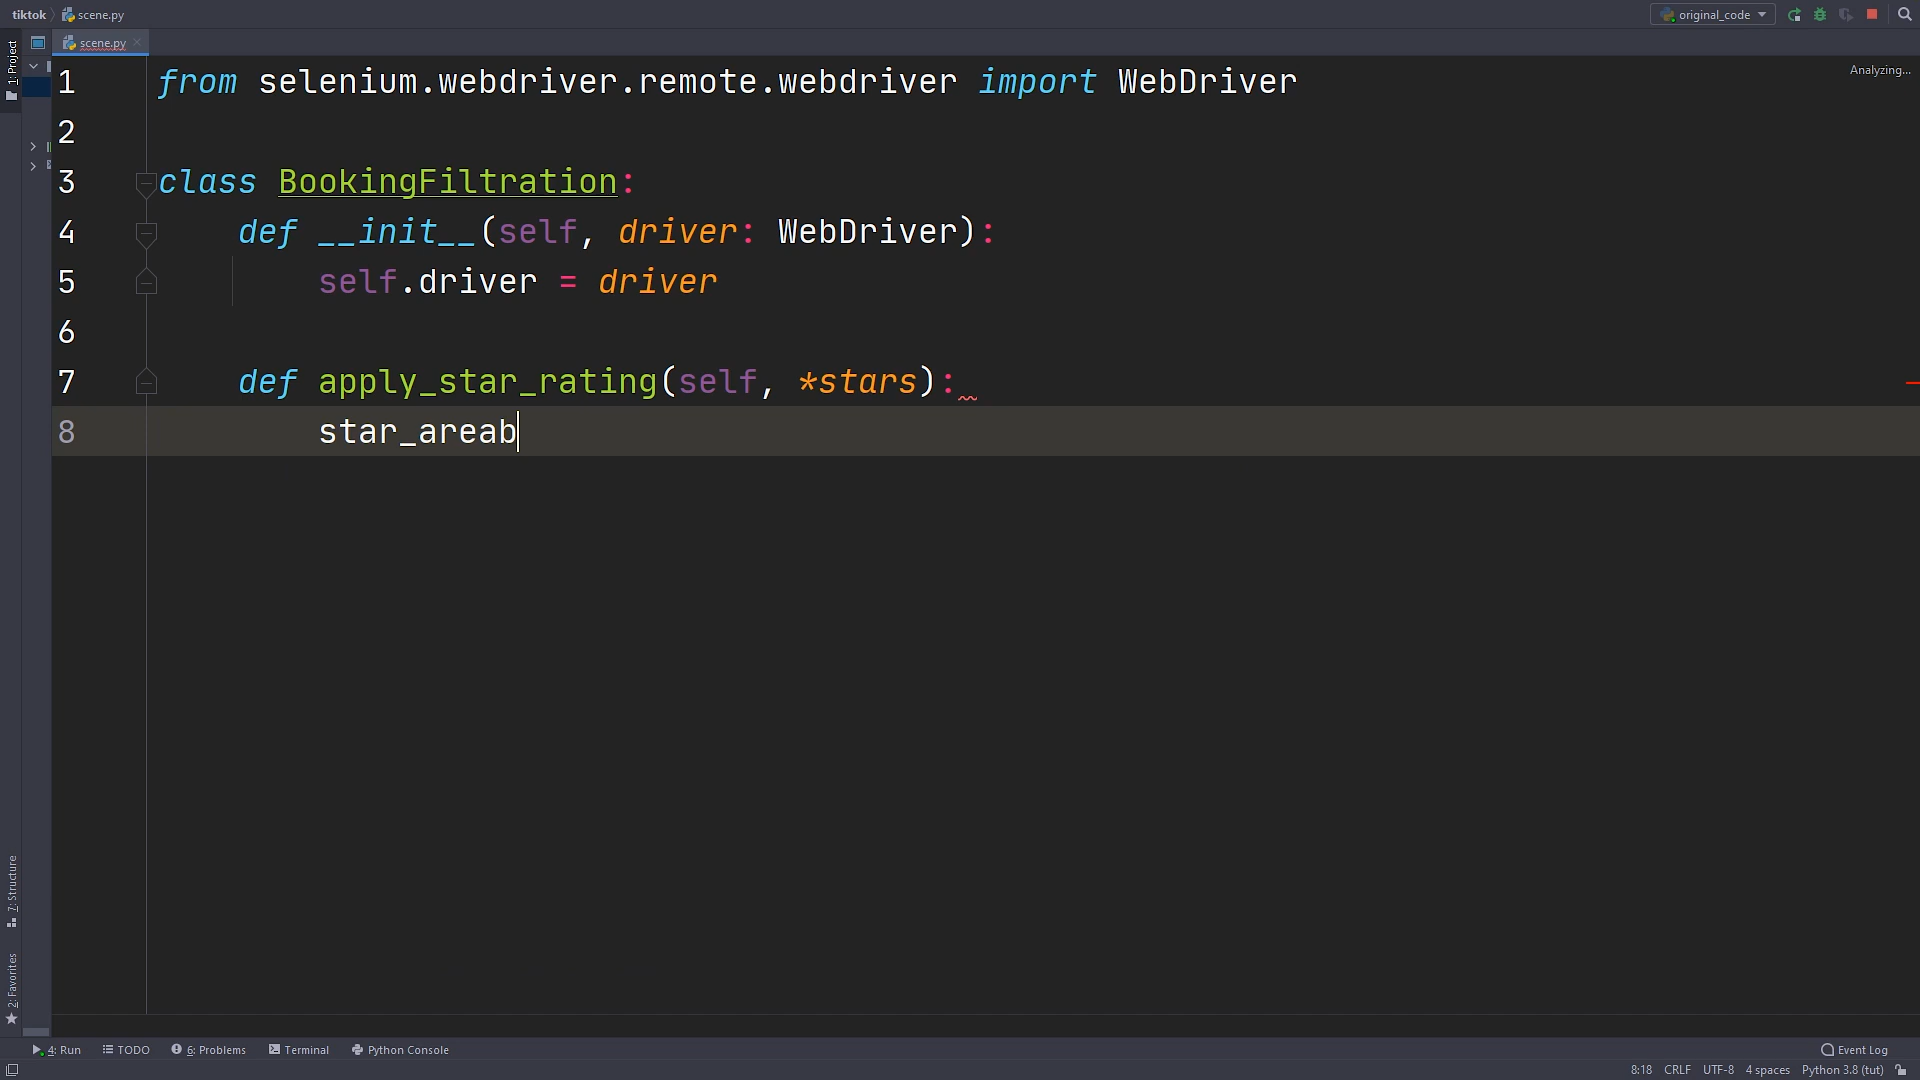 tiktok scene.py original_code
scene.py
1: Project
Analyzing...
1 from selenium.webdriver.remote.webdriver import WebDriver
2
3 class BookingFiltration:
4 def __init__(self, driver: WebDriver):
5 self.driver = driver
6
7 def apply_star_rating(self, *stars):
8 star_areab
7: Structure
2: Favorites
4: Run TODO 6: Problems Terminal Python Console Event Log
8:18 CRLF UTF-8 4 spaces Python 3.8 (tut)